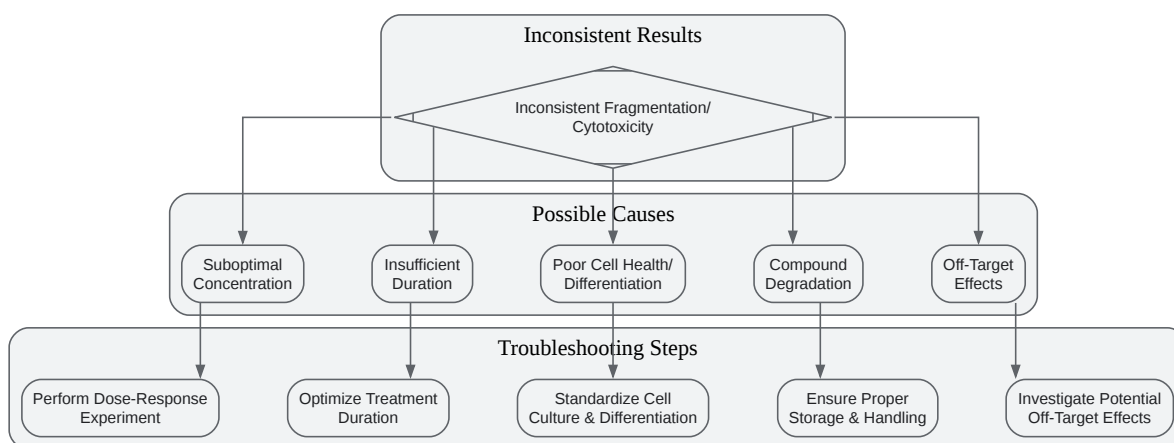 Inconsistent Results
Inconsistent Fragmentation/
Cytotoxicity
Possible Causes
Suboptimal
Concentration
Insufficient
Duration
Poor Cell Health/
Differentiation
Compound
Degradation
Off-Target
Effects
Troubleshooting Steps
Perform Dose-Response
Experiment
Optimize Treatment
Duration
Standardize Cell
Culture & Differentiation
Ensure Proper
Storage & Handling
Investigate Potential
Off-Target Effects